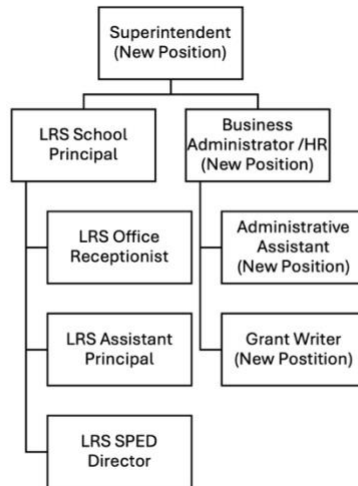 Superintendent
(New Position)
LRS School
Principal
Business
Administrator /HR
(New Position)
LRS Office
Receptionist
Administrative
Assistant
(New Position)
LRS Assistant
Principal
Grant Writer
(New Postition)
LRS SPED
Director